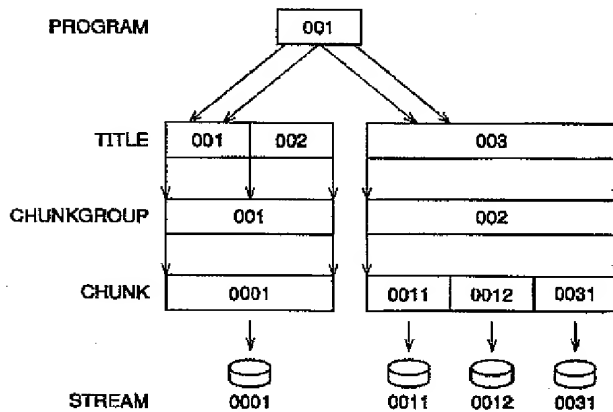 PROGRAM 001
TITLE 001 002 003
CHUNKGROUP 001 002
CHUNK 0001 0011 0012 0031
STREAM 0001 0011 0012 0031